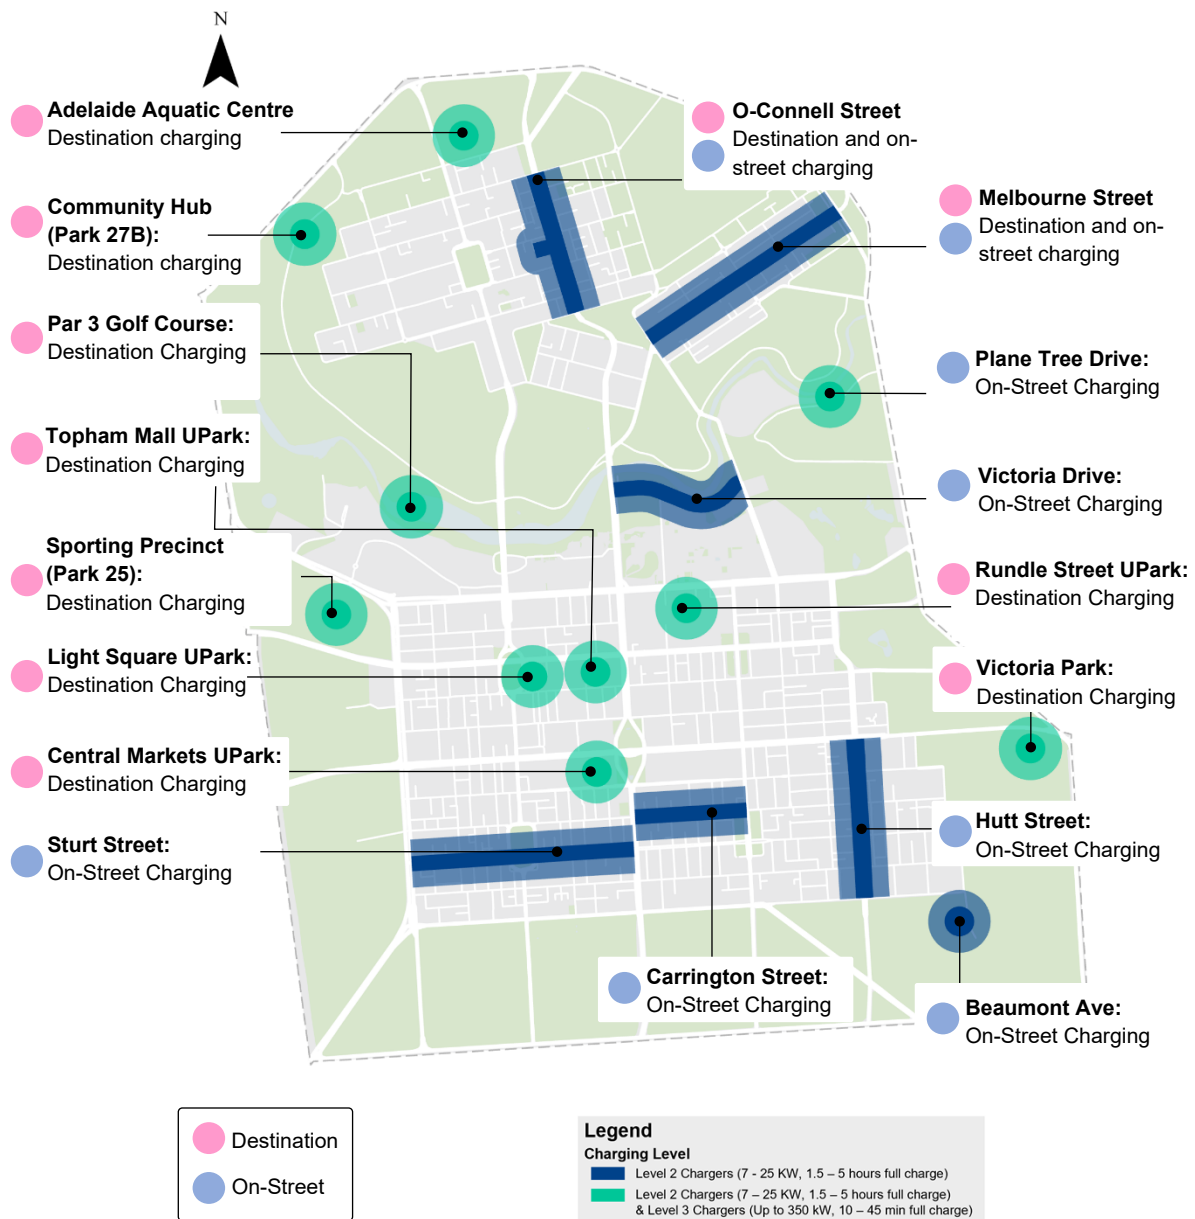 N
Adelaide Aquatic Centre
Destination charging
Community Hub
(Park 27B):
Destination charging
Par 3 Golf Course:
Destination Charging
Topham Mall UPark:
Destination Charging
Sporting Precinct
(Park 25):
Destination Charging
Light Square UPark:
Destination Charging
Central Markets UPark:
Destination Charging
Sturt Street:
On-Street Charging
O-Connell Street
Destination and on-
street charging
Melbourne Street
Destination and on-
street charging
Plane Tree Drive:
On-Street Charging
Victoria Drive:
On-Street Charging
Rundle Street UPark:
Destination Charging
Victoria Park:
Destination Charging
Hutt Street:
On-Street Charging
Carrington Street:
On-Street Charging
Beaumont Ave:
On-Street Charging
Destination
On-Street
Legend
Charging Level
Level 2 Chargers (7 - 25 KW, 1.5 – 5 hours full charge)
Level 2 Chargers (7 – 25 KW, 1.5 – 5 hours full charge)
& Level 3 Chargers (Up to 350 kW, 10 – 45 min full charge)